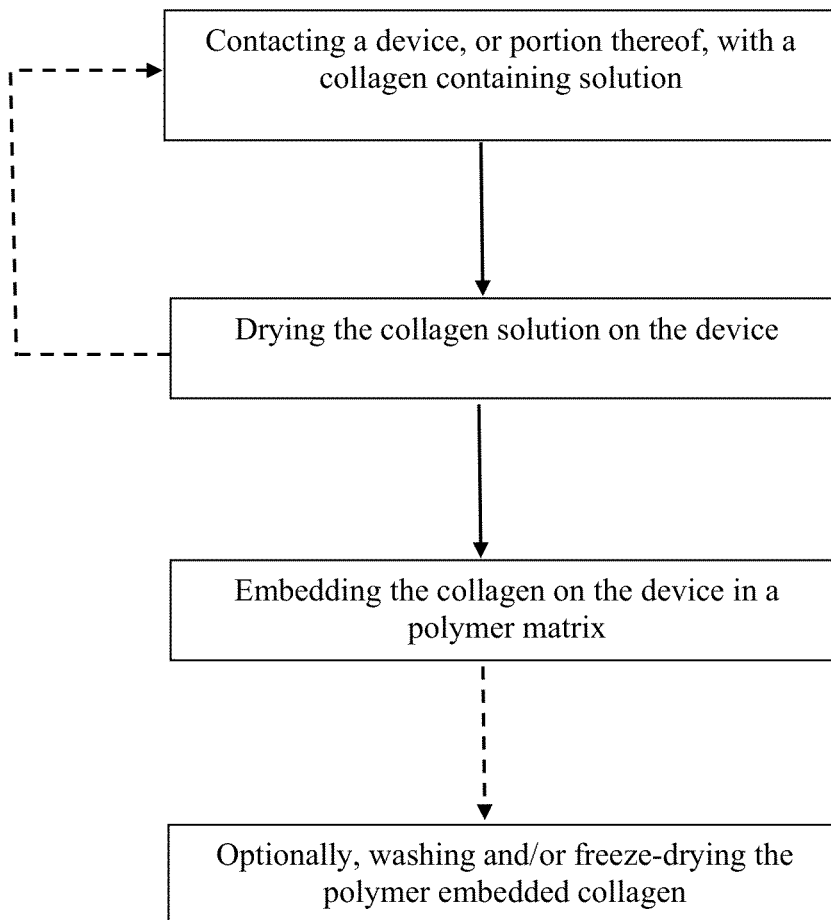 Contacting a device, or portion thereof, with a
collagen containing solution
Drying the collagen solution on the device
Embedding the collagen on the device in a
polymer matrix
Optionally, washing and/or freeze-drying the
polymer embedded collagen